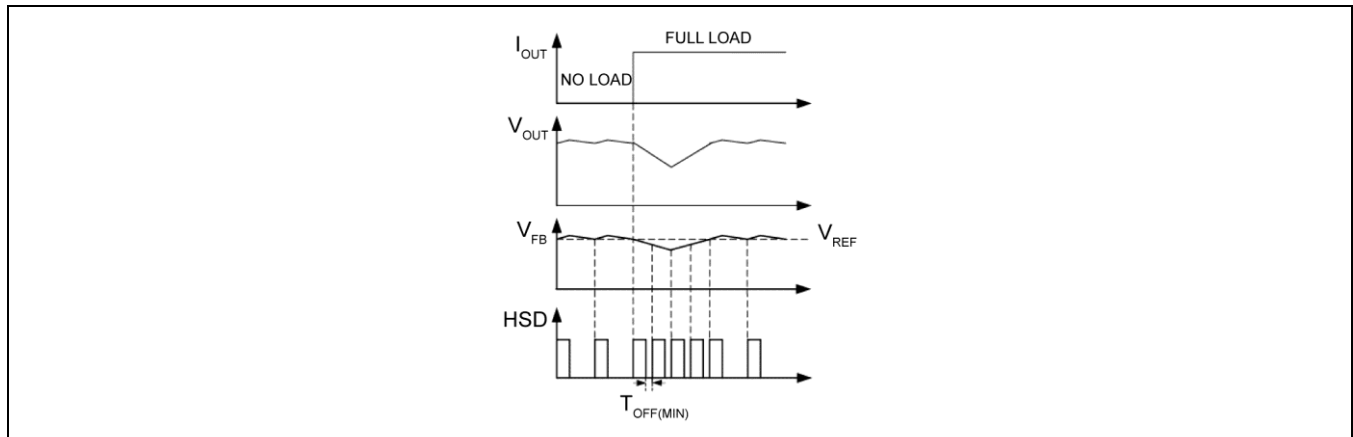 FULL LOAD
IOUT
NO LOAD
VOUT
VFB
VREF
HSD
TOFF(MIN)